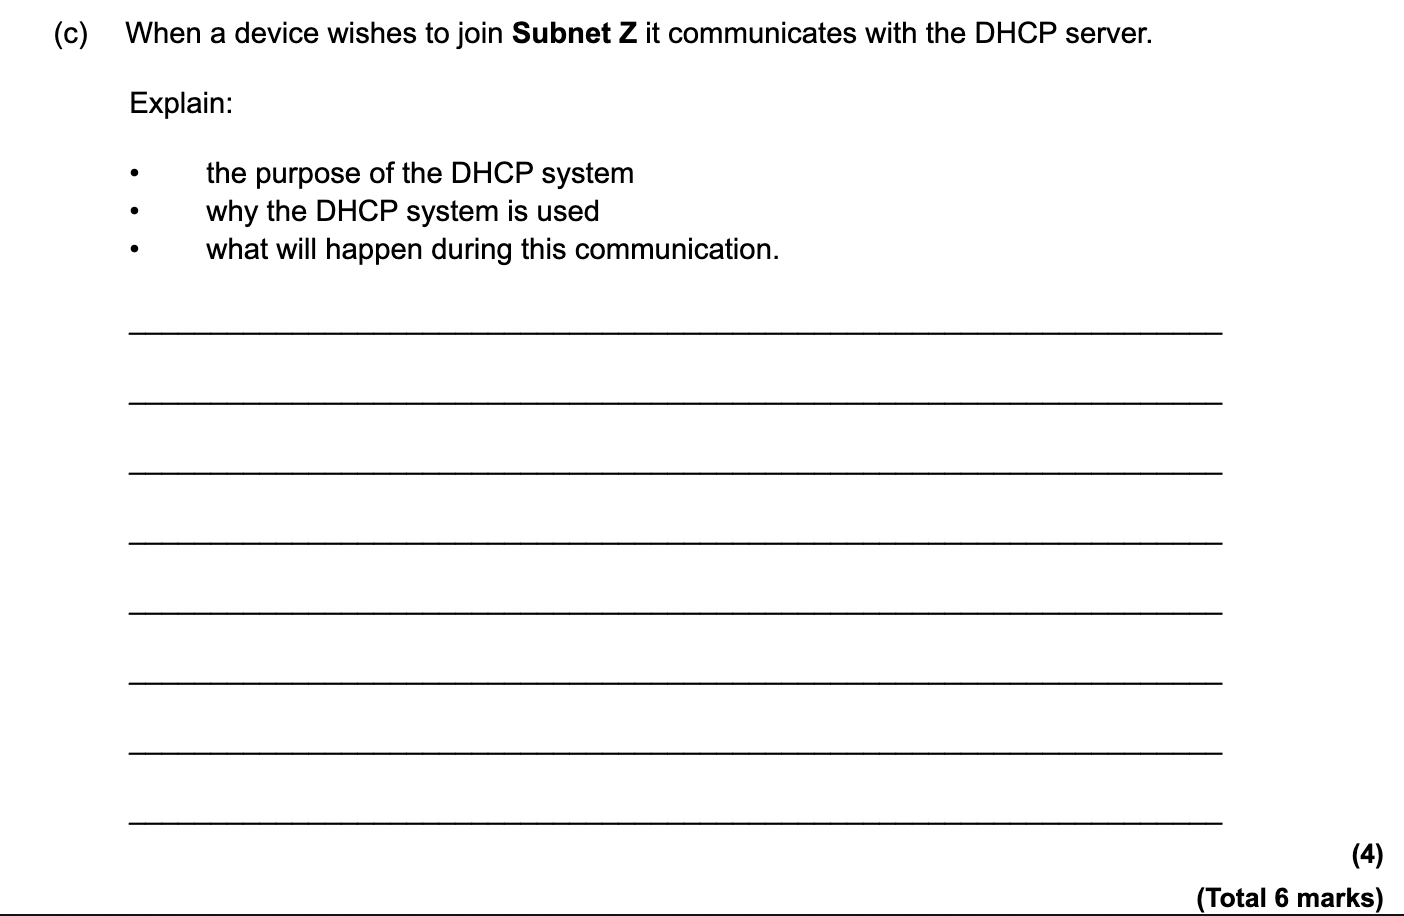 (c) When a device wishes to join Subnet Z it communicates with the DHCP server.
Explain:
• the purpose of the DHCP system
• why the DHCP system is used
• what will happen during this communication.
(4)
(Total 6 marks)